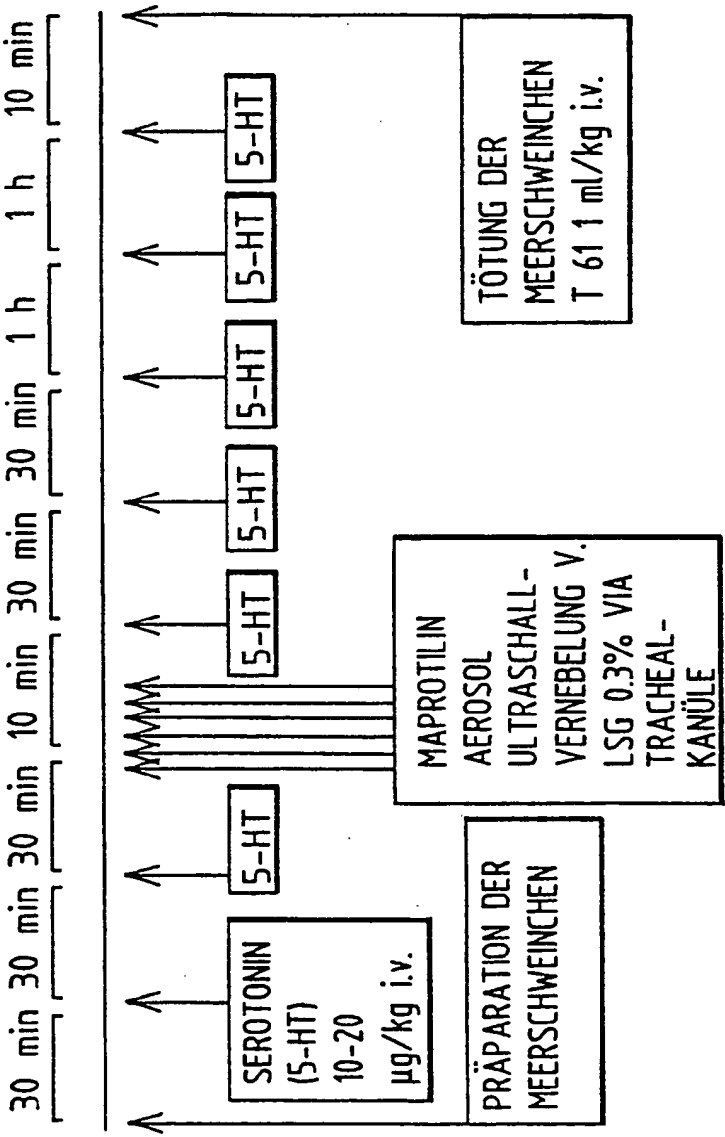 30 min 30 min 30 min 10 min 30 min 30 min 1 h 1 h 10 min
SEROTONIN
(5-HT)
10-20
µg/kg i.v.
5-HT
5-HT
5-HT
5-HT
5-HT
5-HT
PRÄPARATION DER
MEERSCHWEINCHEN
MAPROTILIN
AEROSOL
ULTRASCHALL-
VERNEBELUNG V.
LSG 0.3% VIA
TRACHEAL-
KANÜLE
TÖTUNG DER
MEERSCHWEINCHEN
T 61 1 ml/kg i.v.